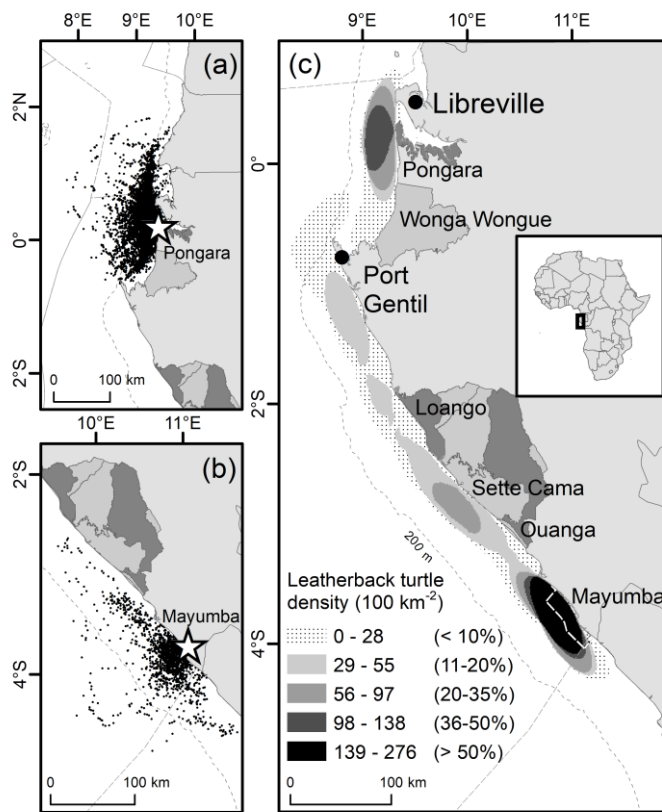 8°E 9°E 10°E
(a)
2°N
0°
2°S
Pongara
0 100 km
10°E 11°E
(b)
2°S
4°S
Mayumba
0 100 km
9°E 10°E 11°E
(c)
0°
2°S
4°S
Libreville
Pongara
Wonga Wongue
Port
Gentil
Loango
Sette Cama
Ouanga
200 m
Mayumba
Leatherback turtle
density (100 km⁻²)
0 - 28 (< 10%)
29 - 55 (11-20%)
56 - 97 (20-35%)
98 - 138 (36-50%)
139 - 276 (> 50%)
0 100 km